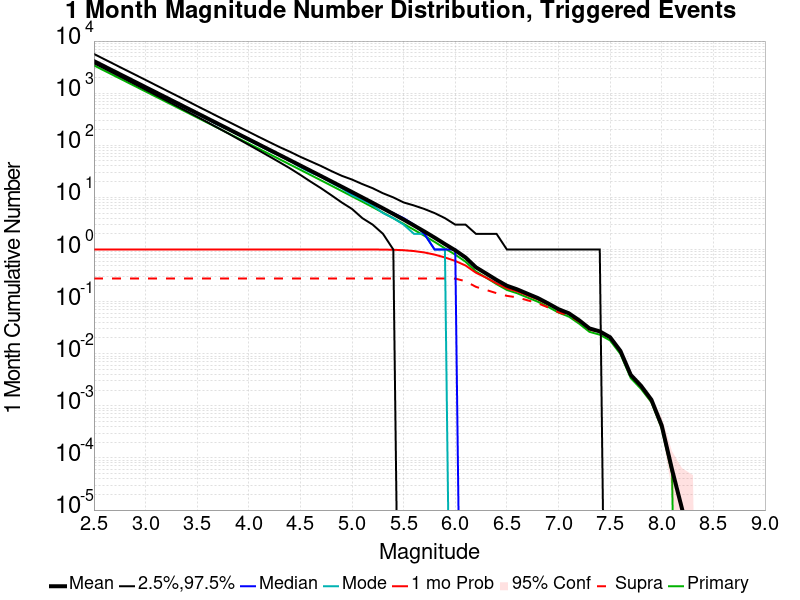 1 Month Magnitude Number Distribution, Triggered Events
1 Month Cumulative Number
10^4
10^3
10^2
10^1
10^0
10^-1
10^-2
10^-3
10^-4
10^-5
2.5 3.0 3.5 4.0 4.5 5.0 5.5 6.0 6.5 7.0 7.5 8.0 8.5 9.0
Magnitude
Mean 2.5%,97.5% Median Mode 1 mo Prob 95% Conf Supra Primary